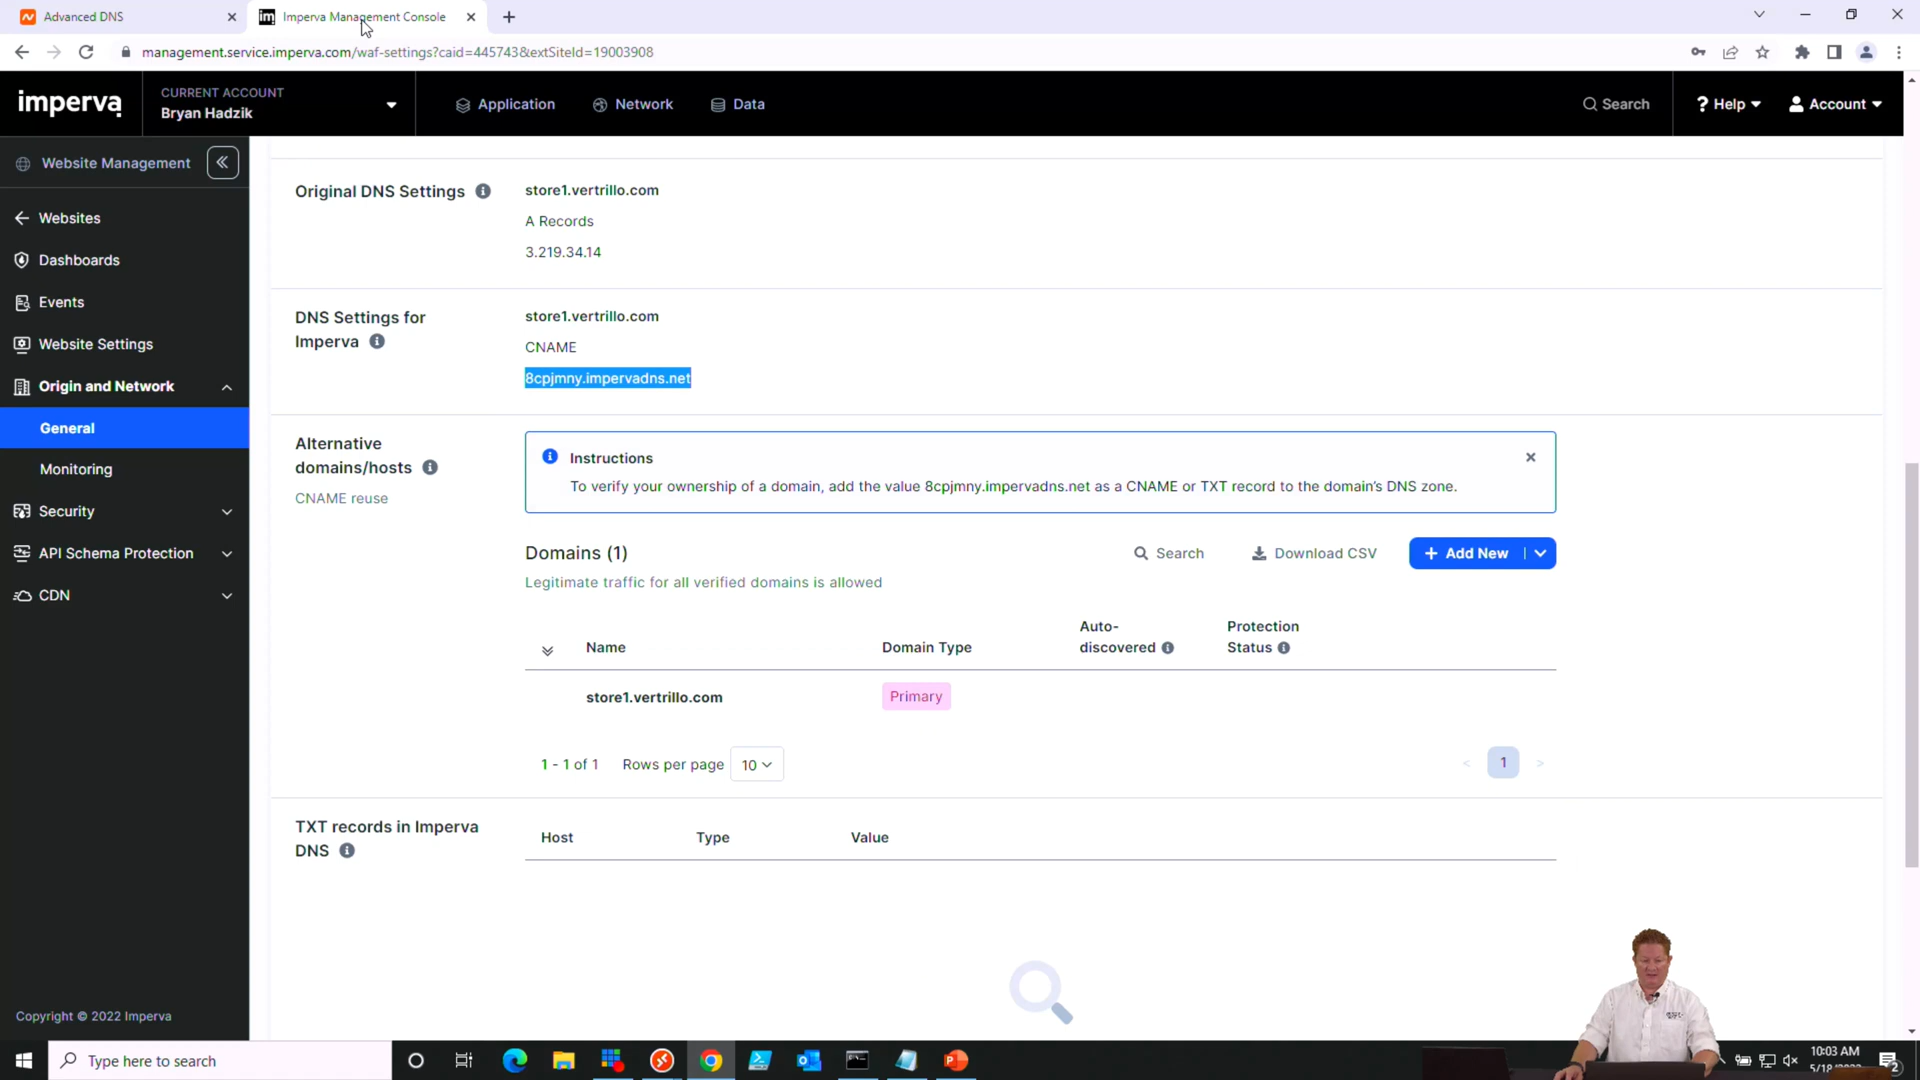 Advanced DNS
Imperva Management Console
management.service.imperva.com/waf-settings?caid=445743&extSiteId=19003908
imperva
CURRENT ACCOUNT
Bryan Hadzik
Application
Network
Data
Search
? Help
Account
Website Management
Websites
Dashboards
Events
Website Settings
Origin and Network
General
Monitoring
Security
API Schema Protection
CDN
Copyright © 2022 Imperva
Original DNS Settings
store1.vertrillo.com
A Records
3.219.34.14
DNS Settings for
Imperva
store1.vertrillo.com
CNAME
8cpjmny.impervadns.net
Alternative
domains/hosts
CNAME reuse
Instructions
To verify your ownership of a domain, add the value 8cpjmny.impervadns.net as a CNAME or TXT record to the domain's DNS zone.
Domains (1)
Search
Download CSV
+ Add New
Legitimate traffic for all verified domains is allowed
Name
Domain Type
Auto-
discovered
Protection
Status
store1.vertrillo.com
Primary
1 - 1 of 1
Rows per page
10
< 1 >
TXT records in Imperva
DNS
Host
Type
Value
Type here to search
10:03 AM
2